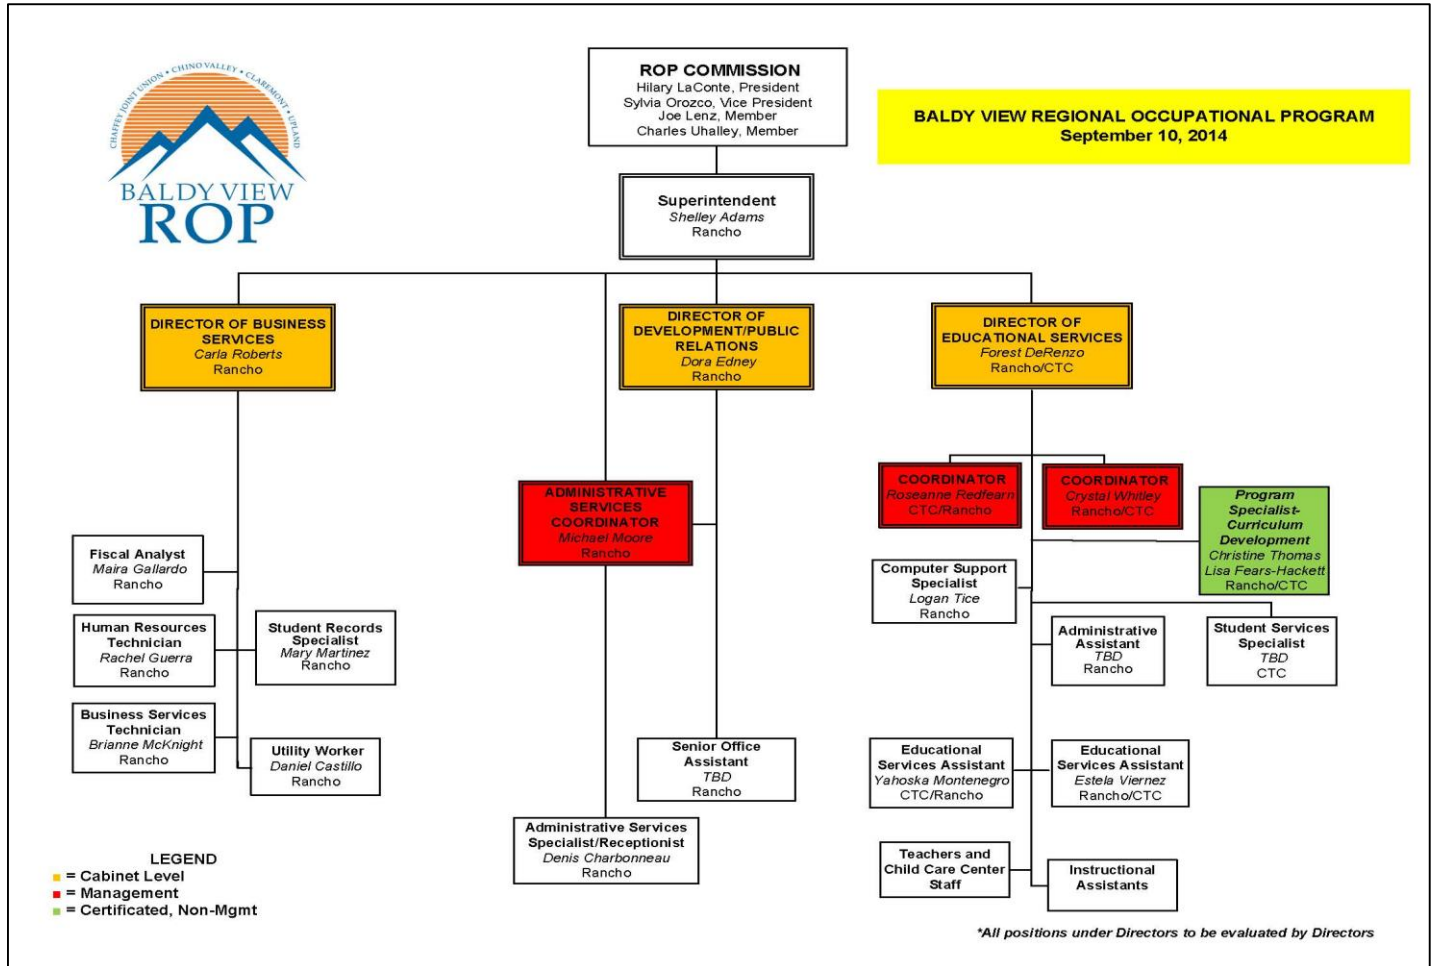 CHAFFEY JOINT UNION • CHINO VALLEY • CLAREMONT • UPLAND
BALDY VIEW
ROP
ROP COMMISSION
Hilary LaConte, President
Sylvia Orozco, Vice President
Joe Lenz, Member
Charles Uhalley, Member
BALDY VIEW REGIONAL OCCUPATIONAL PROGRAM
September 10, 2014
Superintendent
Shelley Adams
Rancho
DIRECTOR OF BUSINESS
SERVICES
Carla Roberts
Rancho
DIRECTOR OF
DEVELOPMENT/PUBLIC
RELATIONS
Dora Edney
Rancho
DIRECTOR OF
EDUCATIONAL SERVICES
Forest DeRenzo
Rancho/CTC
ADMINISTRATIVE
SERVICES
COORDINATOR
Michael Moore
Rancho
COORDINATOR
Roseanne Redfearn
CTC/Rancho
COORDINATOR
Crystal Whitley
Rancho/CTC
Program
Specialist-
Curriculum
Development
Christine Thomas
Lisa Fears-Hackett
Rancho/CTC
Fiscal Analyst
Maira Gallardo
Rancho
Computer Support
Specialist
Logan Tice
Rancho
Human Resources
Technician
Rachel Guerra
Rancho
Student Records
Specialist
Mary Martinez
Rancho
Administrative
Assistant
TBD
Rancho
Student Services
Specialist
TBD
CTC
Business Services
Technician
Brianne McKnight
Rancho
Utility Worker
Daniel Castillo
Rancho
Senior Office
Assistant
TBD
Rancho
Educational
Services Assistant
Yahoska Montenegro
CTC/Rancho
Educational
Services Assistant
Estela Viernez
Rancho/CTC
Administrative Services
Specialist/Receptionist
Denis Charbonneau
Rancho
Teachers and
Child Care Center
Staff
Instructional
Assistants
LEGEND
= Cabinet Level
= Management
= Certificated, Non-Mgmt
*All positions under Directors to be evaluated by Directors